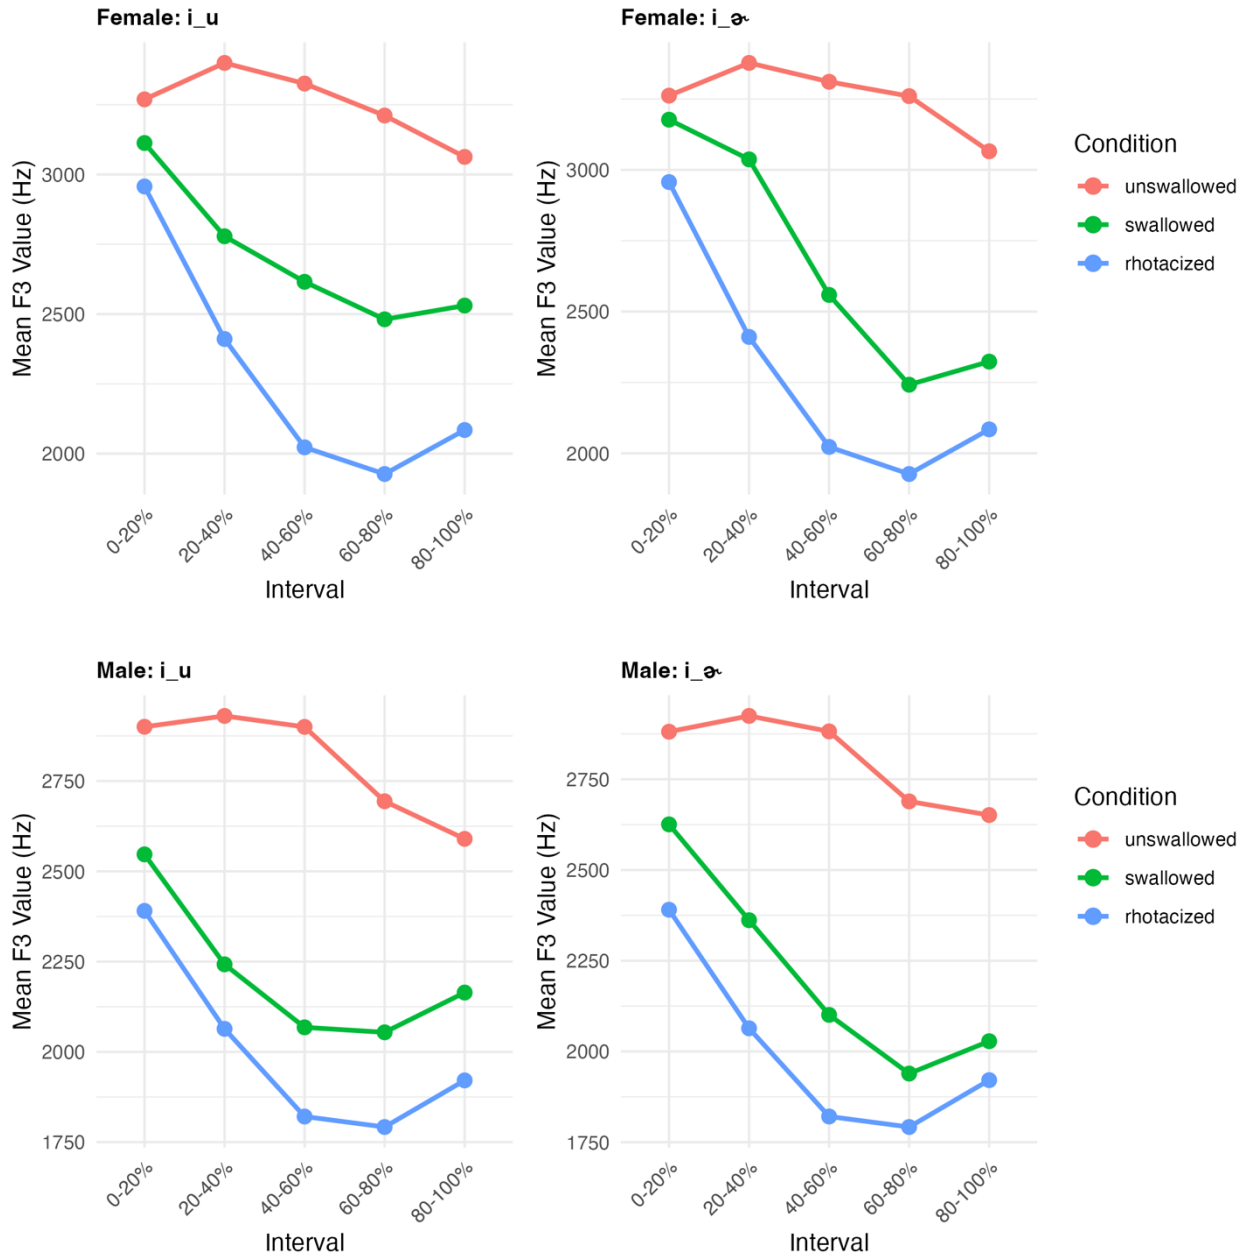 Female: i_u
Mean F3 Value (Hz)
3000
2500
2000
0-20%
20-40%
40-60%
60-80%
80-100%
Interval
Female: i_ɚ
Mean F3 Value (Hz)
3000
2500
2000
0-20%
20-40%
40-60%
60-80%
80-100%
Interval
Condition
unswallowed
swallowed
rhotacized
Male: i_u
Mean F3 Value (Hz)
2750
2500
2250
2000
1750
0-20%
20-40%
40-60%
60-80%
80-100%
Interval
Male: i_ɚ
Mean F3 Value (Hz)
2750
2500
2250
2000
1750
0-20%
20-40%
40-60%
60-80%
80-100%
Interval
Condition
unswallowed
swallowed
rhotacized